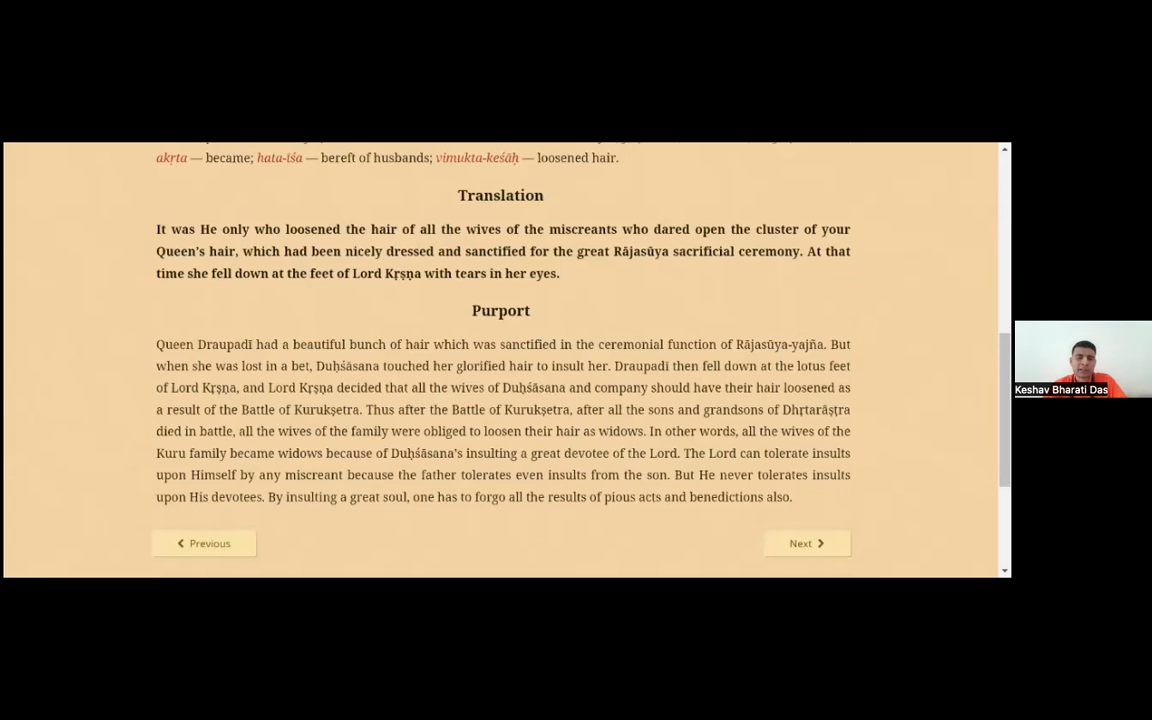 akṛta — became; hata-īśa — bereft of husbands; vimukta-keśāḥ — loosened hair.
Translation
It was He only who loosened the hair of all the wives of the miscreants who dared open the cluster of your
Queen's hair, which had been nicely dressed and sanctified for the great Rājasūya sacrificial ceremony. At that
time she fell down at the feet of Lord Kṛṣṇa with tears in her eyes.
Purport
Queen Draupadī had a beautiful bunch of hair which was sanctified in the ceremonial function of Rājasūya-yajña. But
when she was lost in a bet, Duḥśāsana touched her glorified hair to insult her. Draupadī then fell down at the lotus feet
of Lord Kṛṣṇa, and Lord Kṛṣṇa decided that all the wives of Duḥśāsana and company should have their hair loosened as
a result of the Battle of Kurukṣetra. Thus after the Battle of Kurukṣetra, after all the sons and grandsons of Dhṛtarāṣṭra
died in battle, all the wives of the family were obliged to loosen their hair as widows. In other words, all the wives of the
Kuru family became widows because of Duḥśāsana's insulting a great devotee of the Lord. The Lord can tolerate insults
upon Himself by any miscreant because the father tolerates even insults from the son. But He never tolerates insults
upon His devotees. By insulting a great soul, one has to forgo all the results of pious acts and benedictions also.
Previous
Next
Keshav Bharati Das